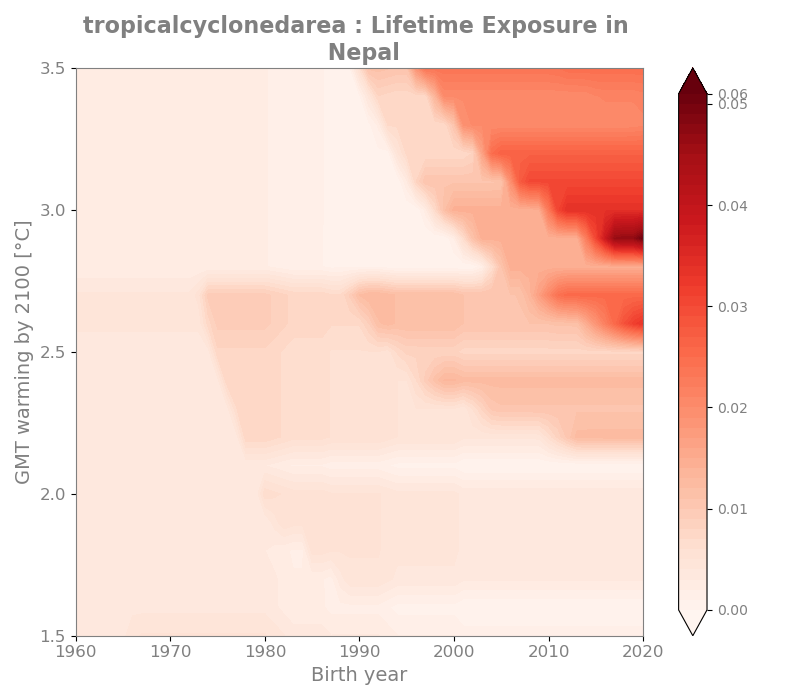 tropicalcyclonedarea : Lifetime Exposure in
Nepal
3.5
3.0
2.5
2.0
1.5
GMT warming by 2100 [°C]
1960 1970 1980 1990 2000 2010 2020
Birth year
0.06
0.05
0.04
0.03
0.02
0.01
0.00